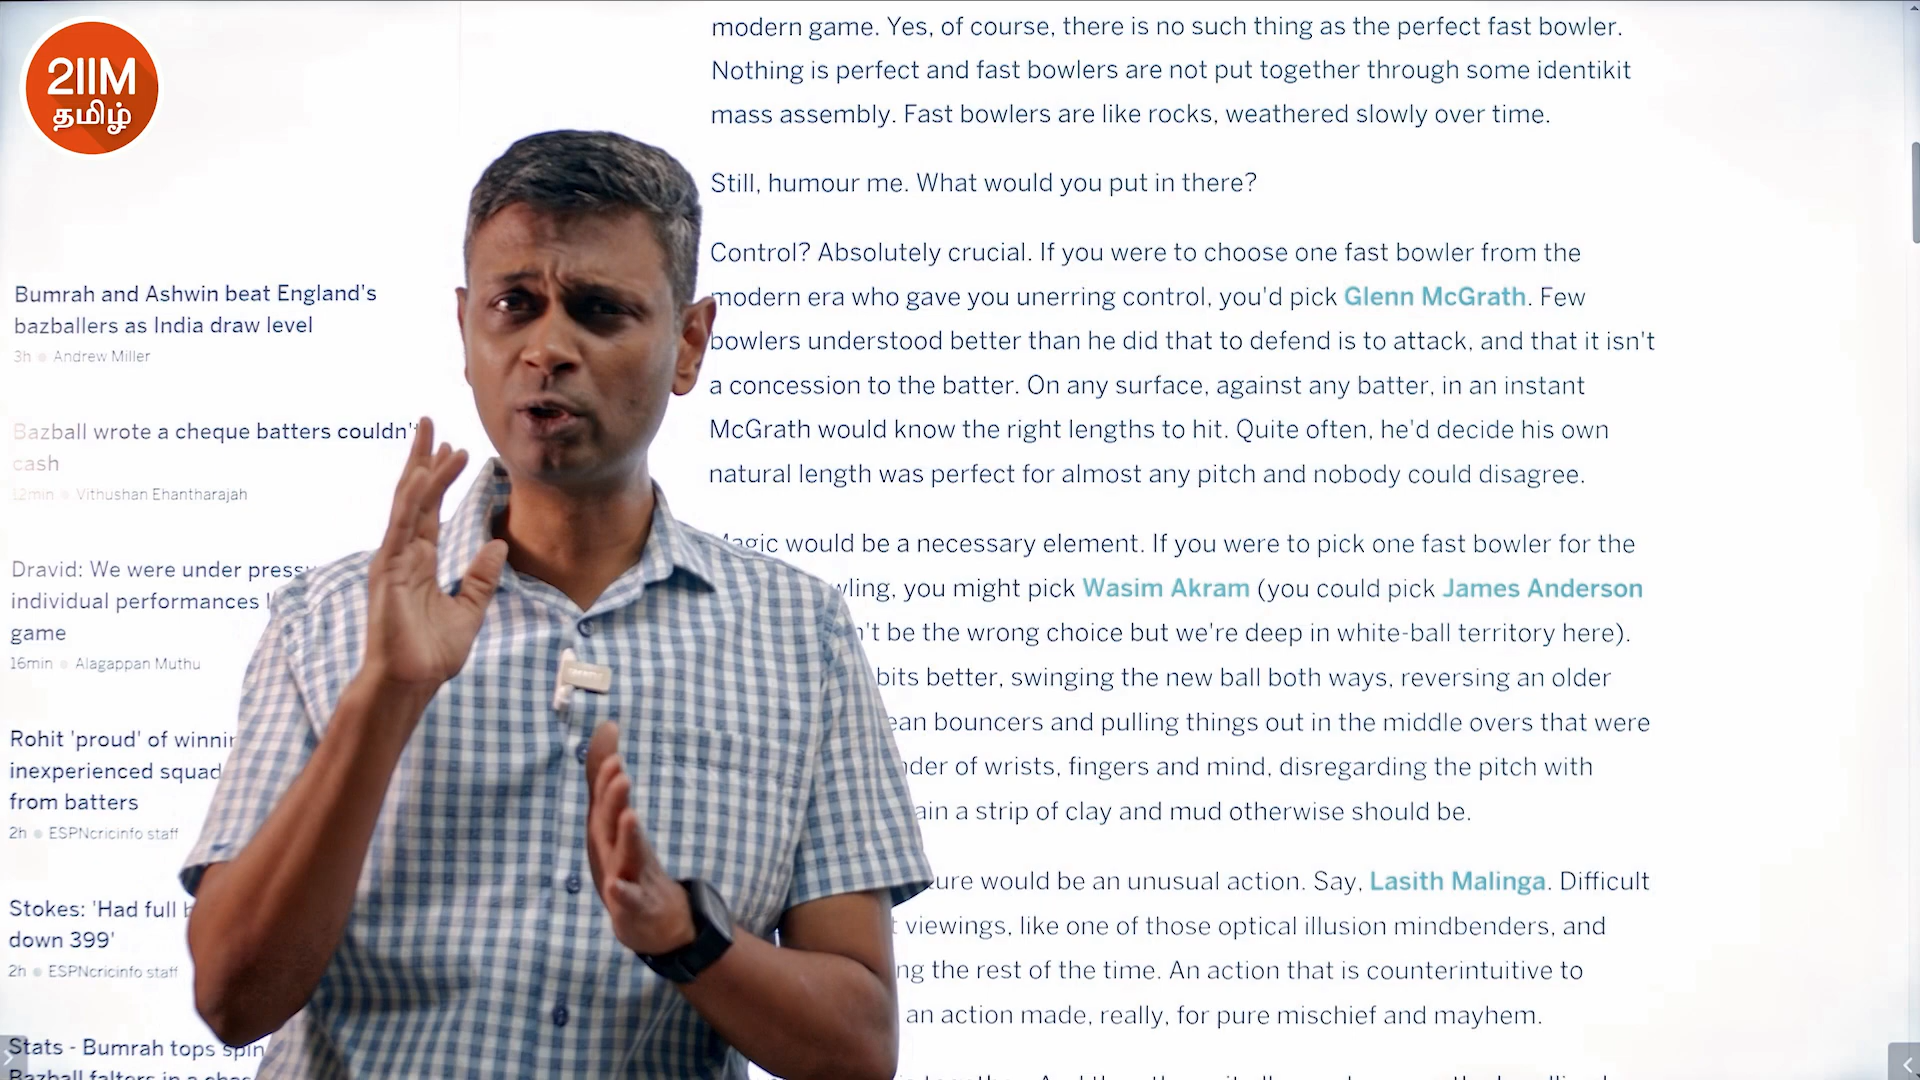 2IIM
தமிழ்
Bumrah and Ashwin beat England's
bazballers as India draw level
3h Andrew Miller
Bazball wrote a cheque batters couldn't
cash
12min Vithushan Ehantharajah
Dravid: We were under
individual performances
game
16min Alagappan Muthu
Rohit 'proud' of
inexperienced squad
from batters
2h ESPNcricinfo staff
Stokes: 'Had full
down 399'
2h ESPNcricinfo staff
Stats - Bumrah tops spin
Bazball falters in a
modern game. Yes, of course, there is no such thing as the perfect fast bowler.
Nothing is perfect and fast bowlers are not put together through some identikit
mass assembly. Fast bowlers are like rocks, weathered slowly over time.
Still, humour me. What would you put in there?
Control? Absolutely crucial. If you were to choose one fast bowler from the
modern era who gave you unerring control, you'd pick Glenn McGrath. Few
bowlers understood better than he did that to defend is to attack, and that it isn't
a concession to the batter. On any surface, against any batter, in an instant
McGrath would know the right lengths to hit. Quite often, he'd decide his own
natural length was perfect for almost any pitch and nobody could disagree.
Magic would be a necessary element. If you were to pick one fast bowler for the
you might pick Wasim Akram (you could pick James Anderson
be the wrong choice but we're deep in white-ball territory here).
bits better, swinging the new ball both ways, reversing an older
bouncers and pulling things out in the middle overs that were
of wrists, fingers and mind, disregarding the pitch with
a strip of clay and mud otherwise should be.
would be an unusual action. Say, Lasith Malinga. Difficult
viewings, like one of those optical illusion mindbenders, and
the rest of the time. An action that is counterintuitive to
an action made, really, for pure mischief and mayhem.